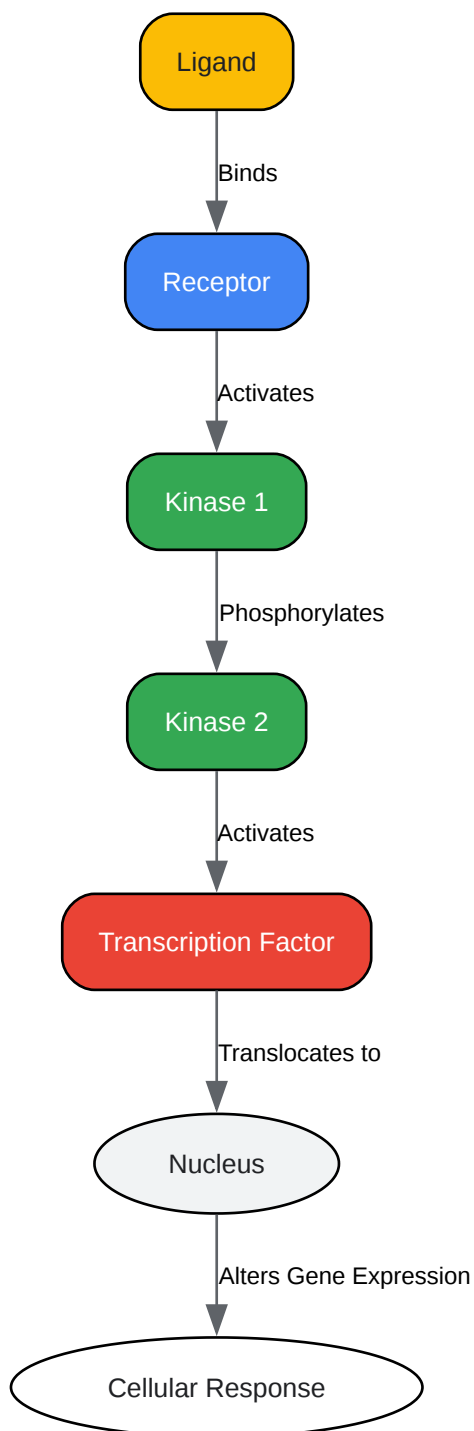 Ligand
Binds
Receptor
Activates
Kinase 1
Phosphorylates
Kinase 2
Activates
Transcription Factor
Translocates to
Nucleus
Alters Gene Expression
Cellular Response